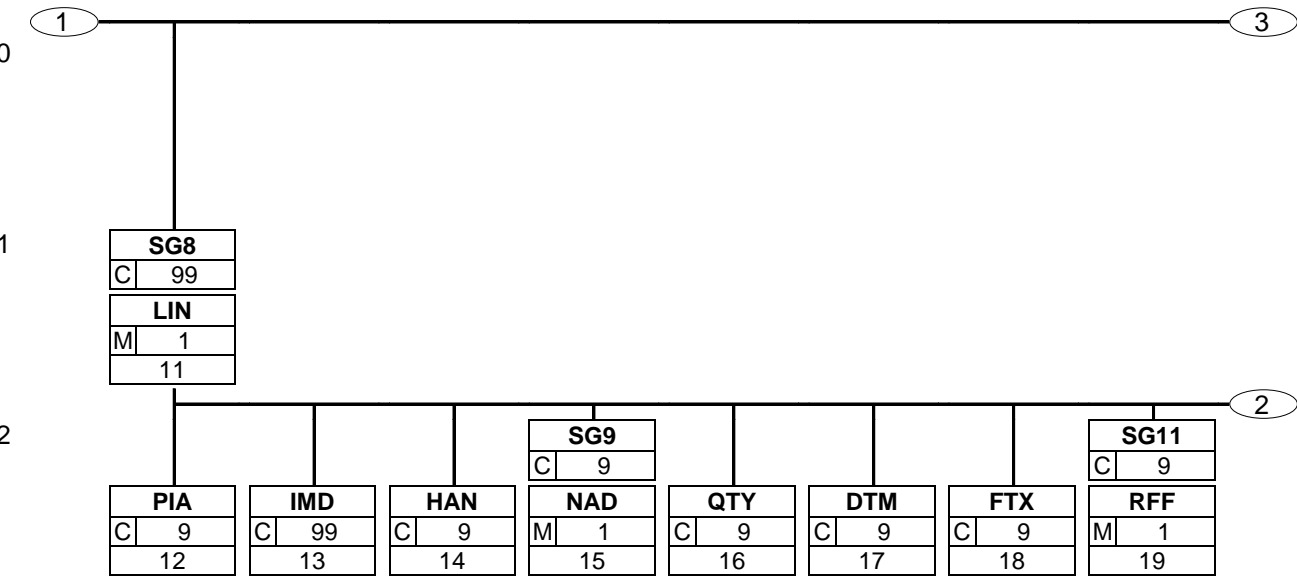 1 3
0
1 SG8
C 99
LIN
M 1
11
2
2 SG9 SG11
C 9 C 9
PIA IMD HAN NAD QTY DTM FTX RFF
C 9 C 99 C 9 M 1 C 9 C 9 C 9 M 1
12 13 14 15 16 17 18 19